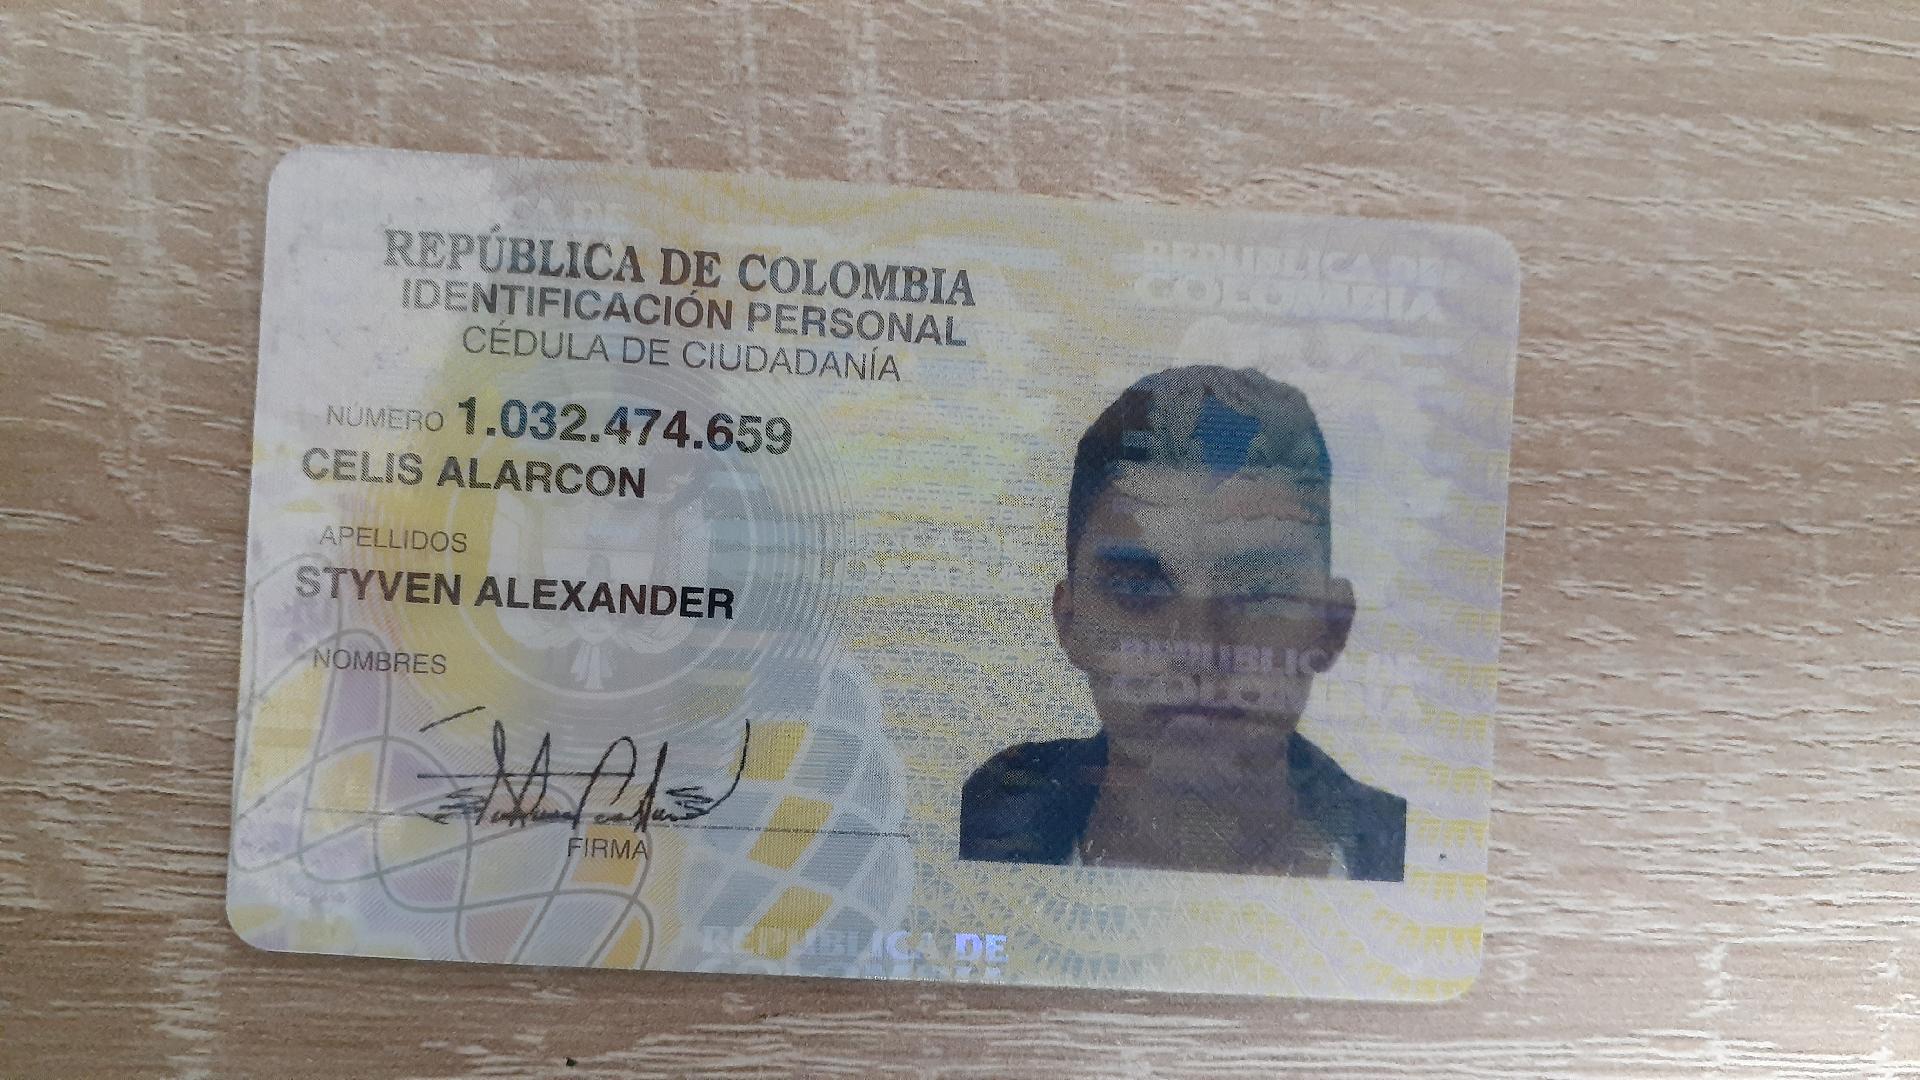 REPÚBLICA DE COLOMBIA
IDENTIFICACIÓN PERSONAL
CÉDULA DE CIUDADANÍA
NÚMERO 1.032.474.659
CELIS ALARCON
APELLIDOS
STYVEN ALEXANDER
NOMBRES
FIRMA
REPUBLICA DE
COLOMBIA
REPUBLICA DE
COLOMBIA
REPUBLICA DE